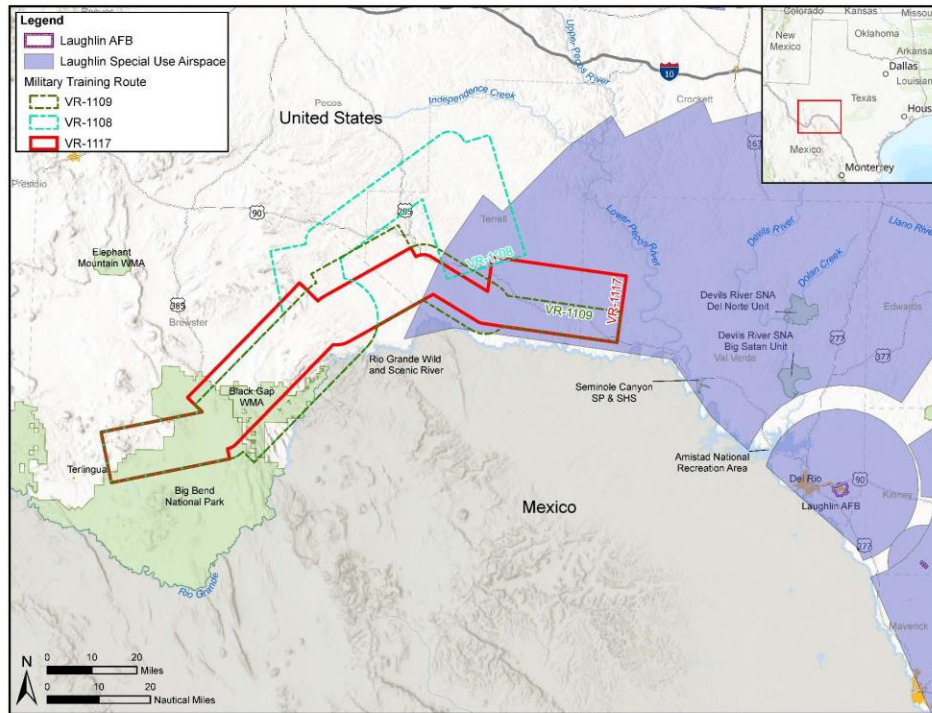 Legend
Laughlin AFB
Laughlin Special Use Airspace
Military Training Route
VR-1109
VR-1108
VR-1117
Colorado
Kansas
Missou
New
Mexico
Oklahoma
Arkansa
Dallas
Louisian
Texas
Hous
Mexico
Monterrey
Upper Pecos River
10
Crockett
Pecos
Independence Creek
United States
163
Presidio
90
285
Terrell
Lower Pecos River
Devils River
Llano River
Dolan Creek
Elephant
Mountain WMA
VR-1108
385
Brewster
VR-1109
VR-1117
Devils River SNA
Del Norte Unit
Edwards
Devils River SNA
Big Satan Unit
277
377
Val Verde
Rio Grande Wild
and Scenic River
Black Gap
WMA
Seminole Canyon
SP & SHS
Amistad National
Recreation Area
Terlingua
Big Bend
National Park
Del Rio
90
Kinney
Laughlin AFB
Mexico
277
Rio Grande
Maverick
N
0
10
20
Miles
0
10
20
Nautical Miles